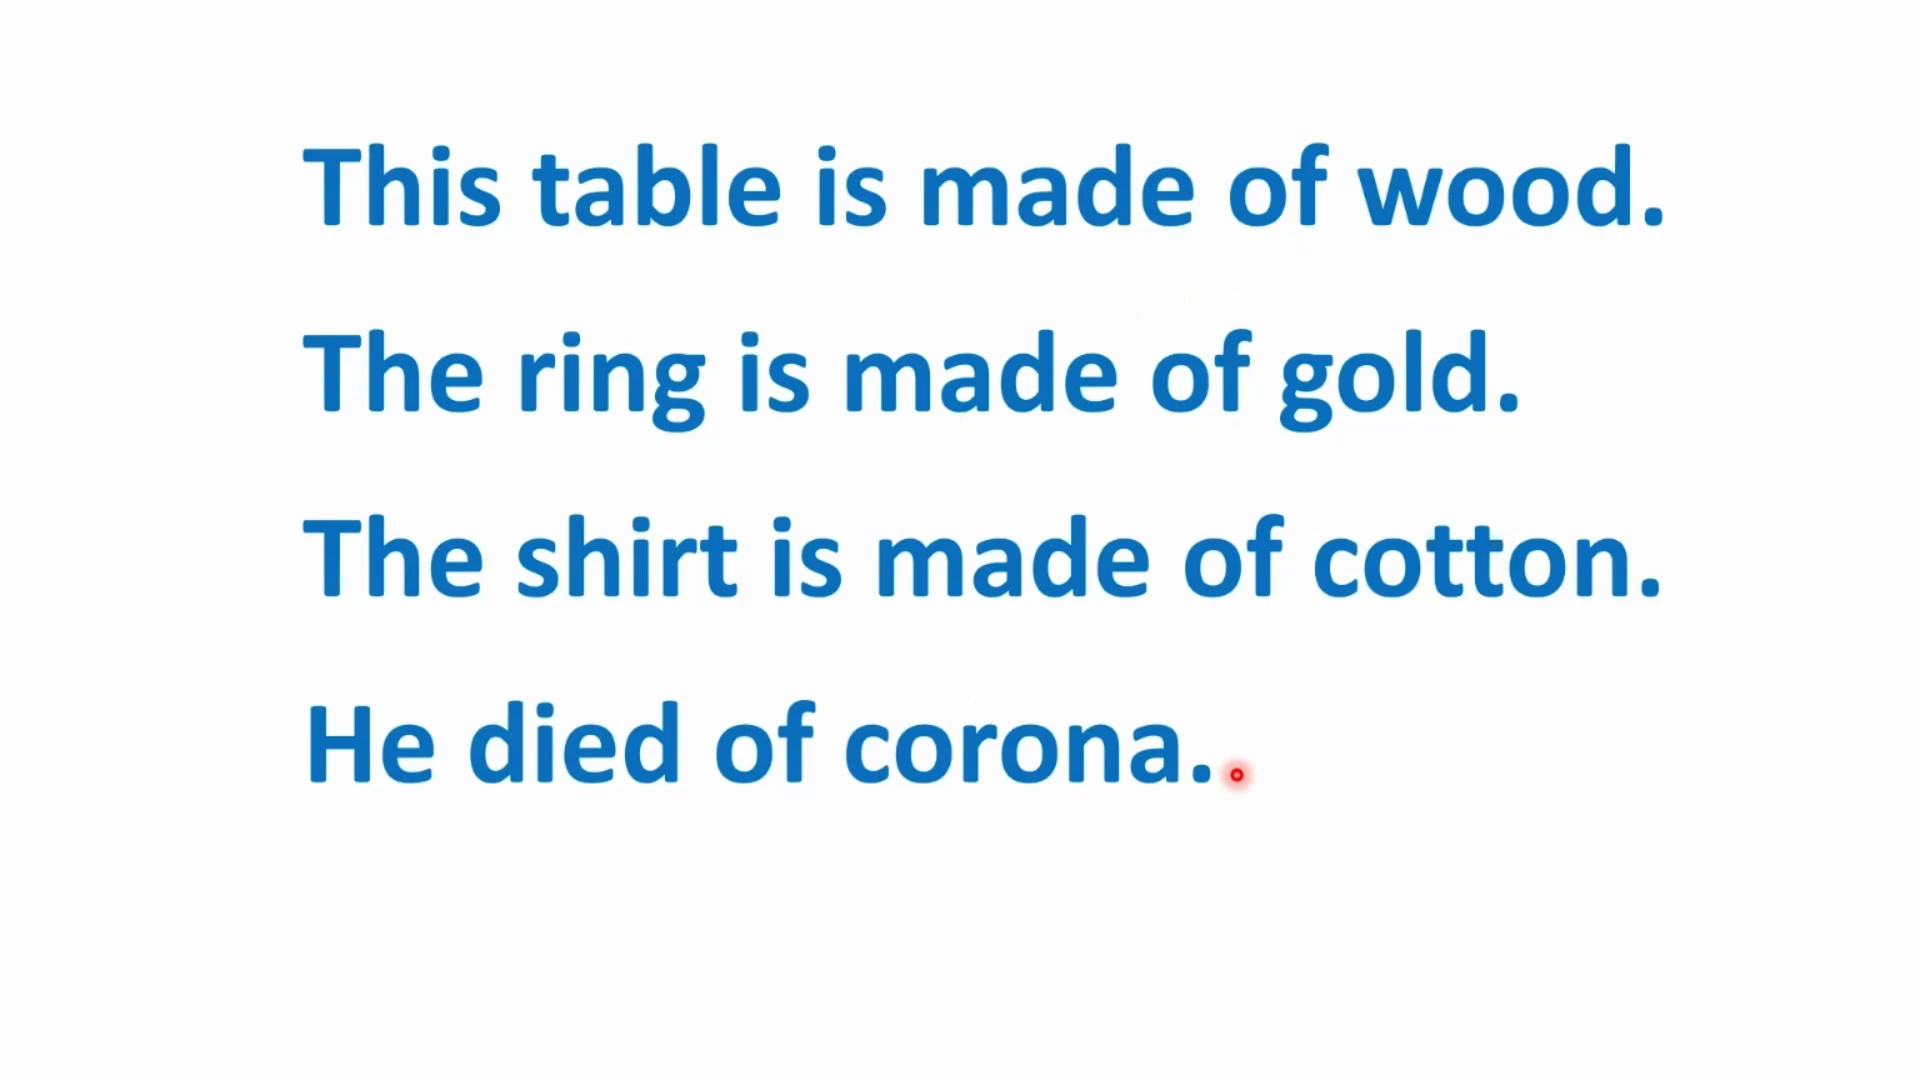 This table is made of wood.
The ring is made of gold.
The shirt is made of cotton.
He died of corona.